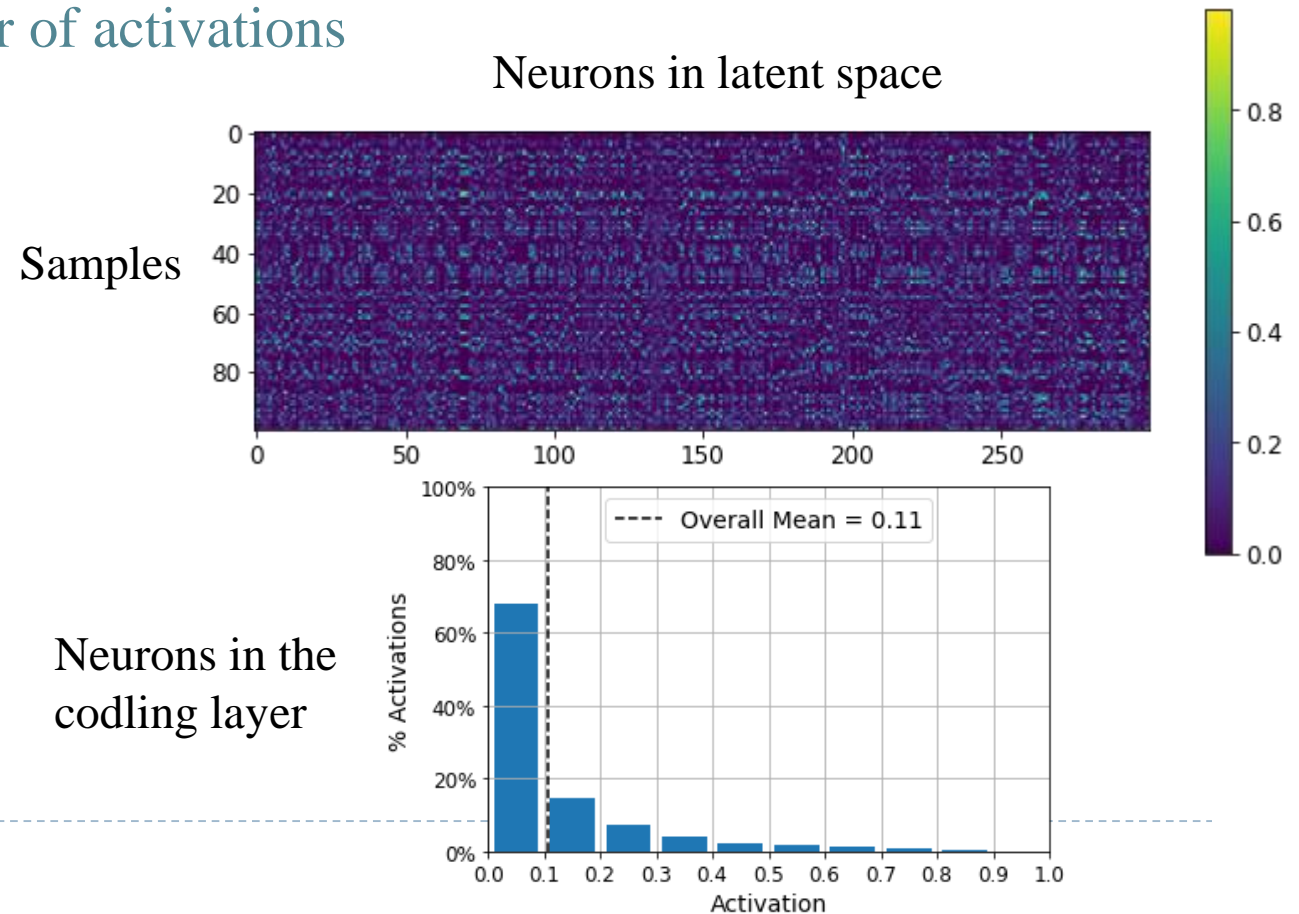 r of activations
Neurons in latent space
Samples
0
20
40
60
80
0 50 100 150 200 250
0.8
0.6
0.4
0.2
0.0
Neurons in the
codling layer
% Activations
100%
80%
60%
40%
20%
0%
Overall Mean = 0.11
0.0 0.1 0.2 0.3 0.4 0.5 0.6 0.7 0.8 0.9 1.0
Activation